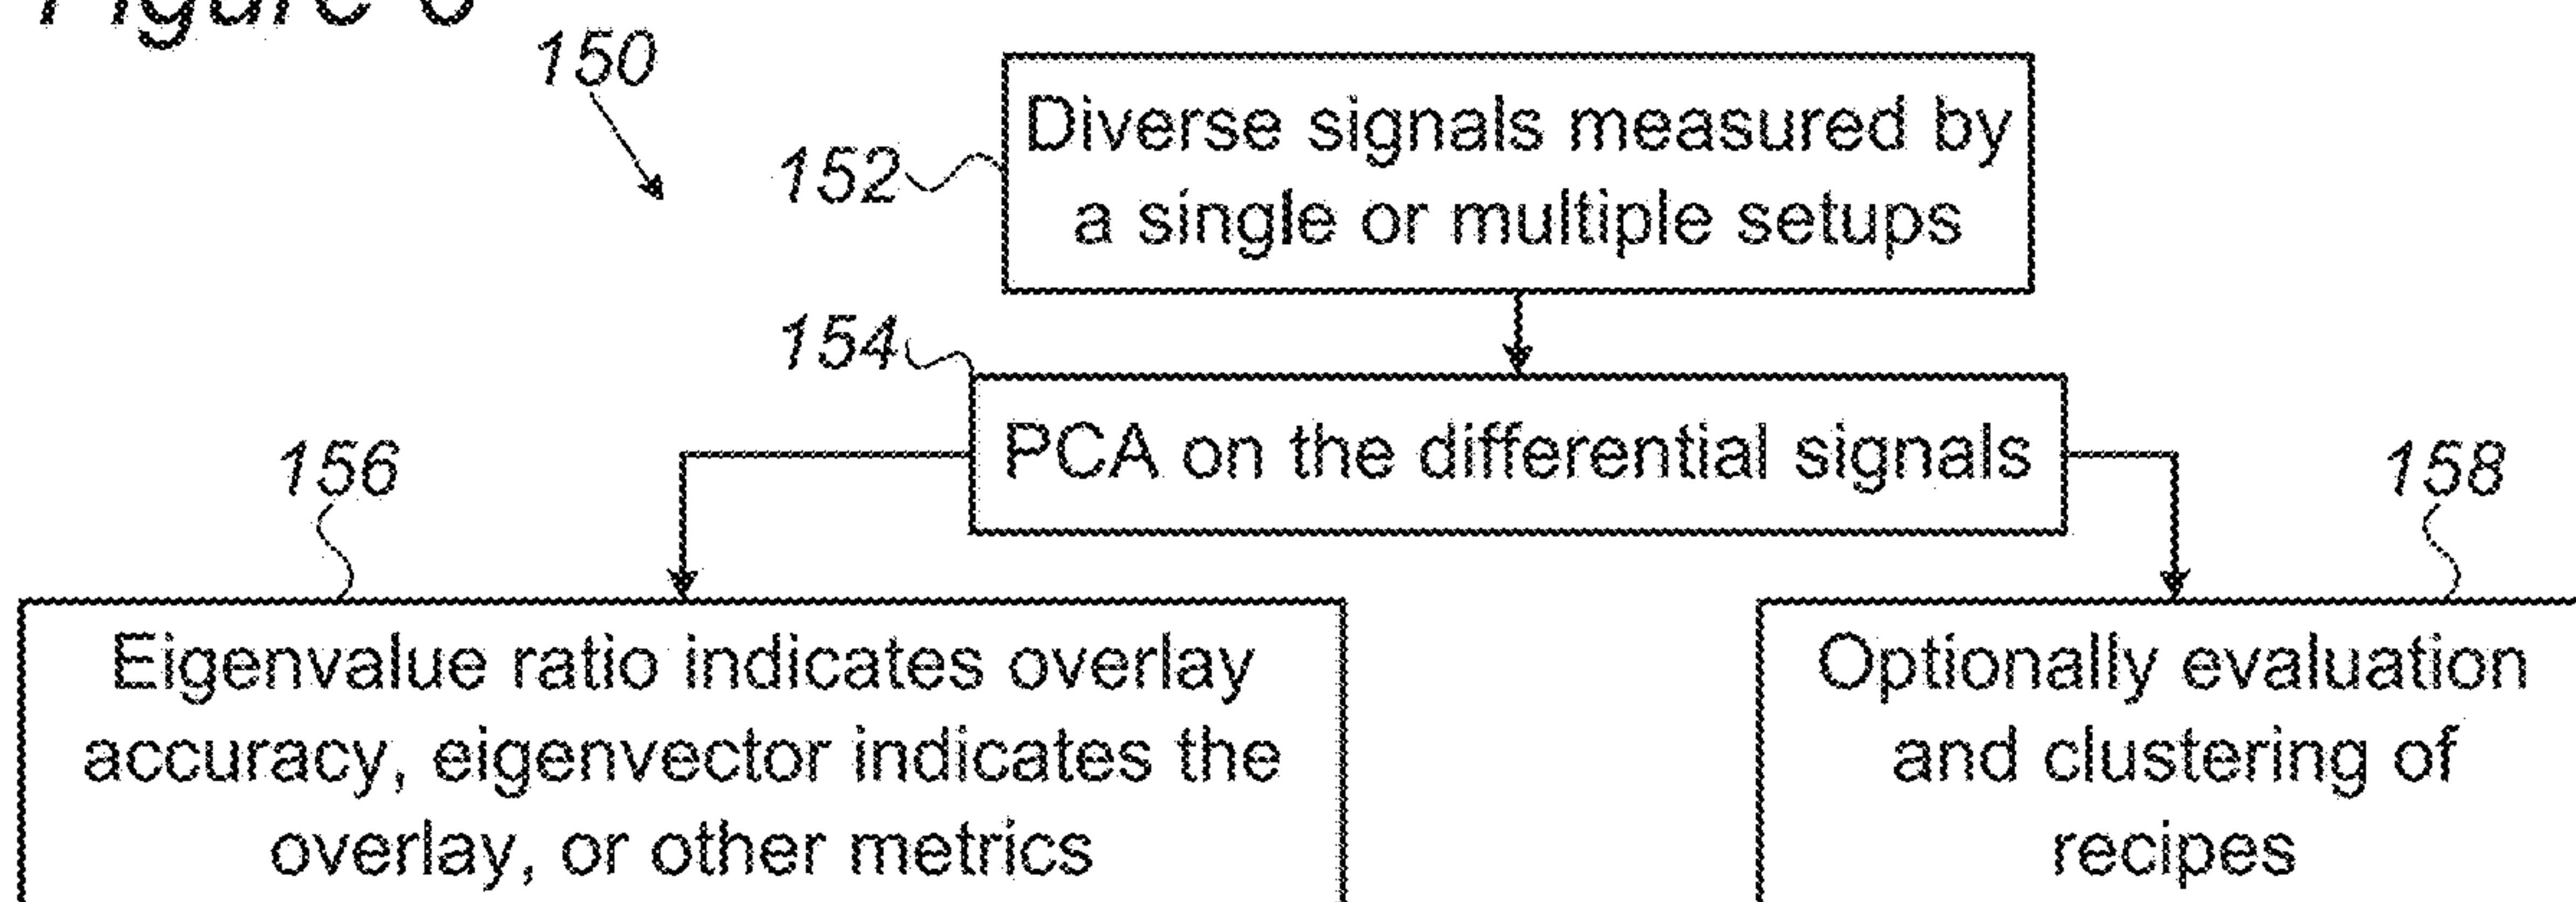 Figure
150
152
Diverse signals measured by
a single or multiple setups
154
PCA on the differential signals
156
158
Eigenvalue ratio indicates overlay
accuracy, eigenvector indicates the
overlay, or other metrics
Optionally evaluation
and clustering of
recipes